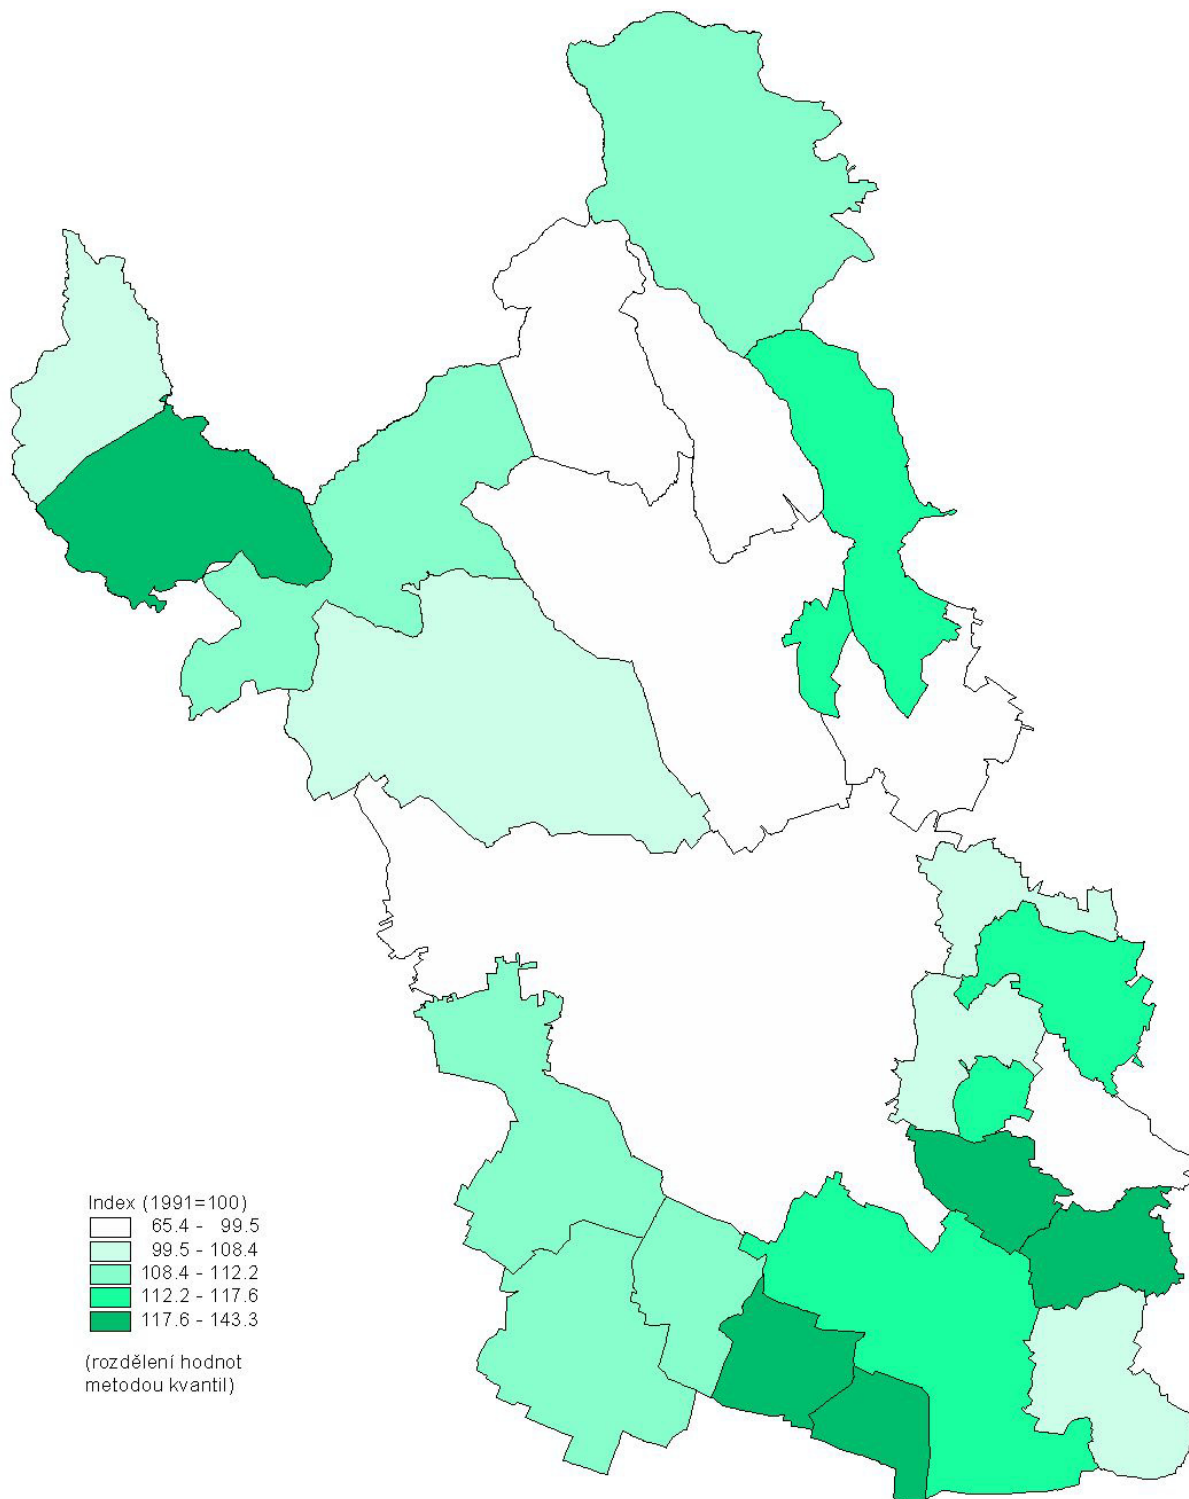 Index (1991=100)
65.4 - 99.5
99.5 - 108.4
108.4 - 112.2
112.2 - 117.6
117.6 - 143.3
(rozdělení hodnot
metodou kvantil)